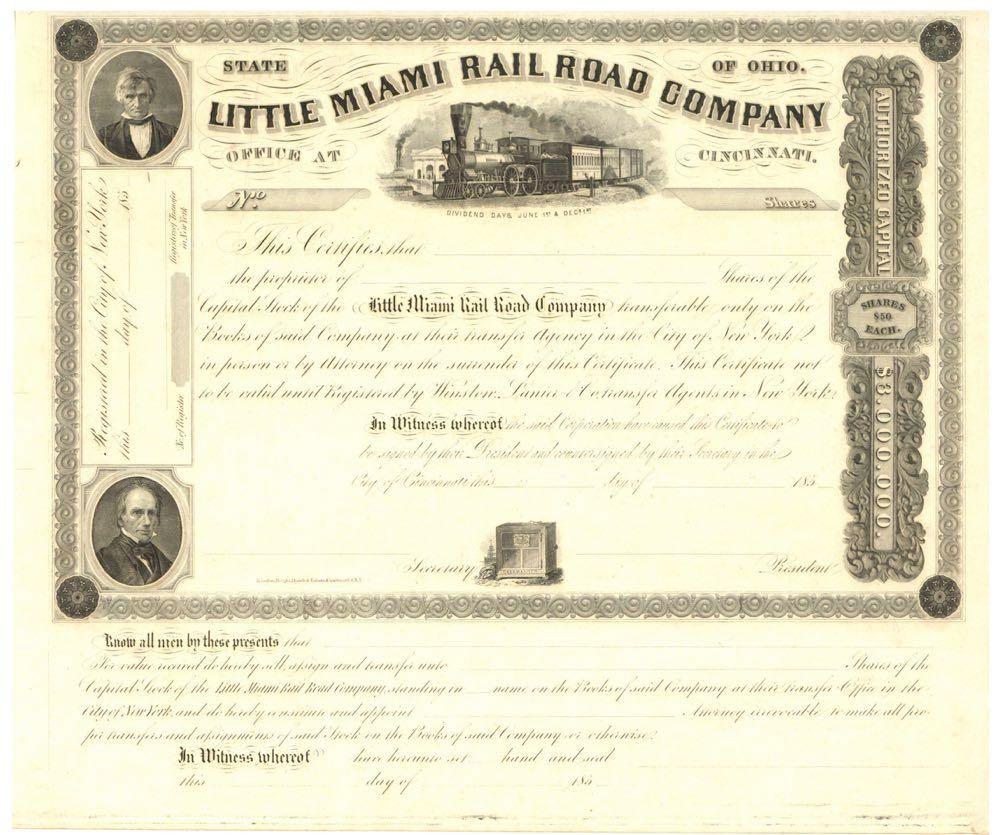 STATE OF OHIO.
LITTLE MIAMI RAIL ROAD COMPANY
OFFICE AT CINCINNATI.
No Shares
DIVIDEND DAYS, JUNE 1ST & DECR 1ST
This Certifies, that
the proprietor of Shares of the
Capital Stock of the Little Miami Rail Road Company transferable only on the
Books of said Company at their transfer Agency in the City of New York
in person or by Attorney on the surrender of this Certificate. This Certificate not
to be valid until Registered by Winslow, Lanier & Co. transfer Agents in New York.
In Witness whereof the said Corporation have caused this Certificate to
be signed by their President and countersigned by their Secretary in the
City of Cincinnati this day of 185
Secretary President
Registered in the City of New York
this day of 185
Register of Transfer
in New York
No. of Register
AUTHORIZED CAPITAL
SHARES
$50
EACH.
$3,000,000.
Know all men by these presents that
For value received do hereby sell, assign and transfer unto Shares of the
Capital Stock of the Little Miami Rail Road Company, standing in name on the Books of said Company at their transfer Office in the
City of New York, and do hereby constitute and appoint Attorney irrevocable to make all pro-
per transfers and assignments of said Stock on the Books of said Company or otherwise.
In Witness whereof have hereunto set hand and seal
this day of 185